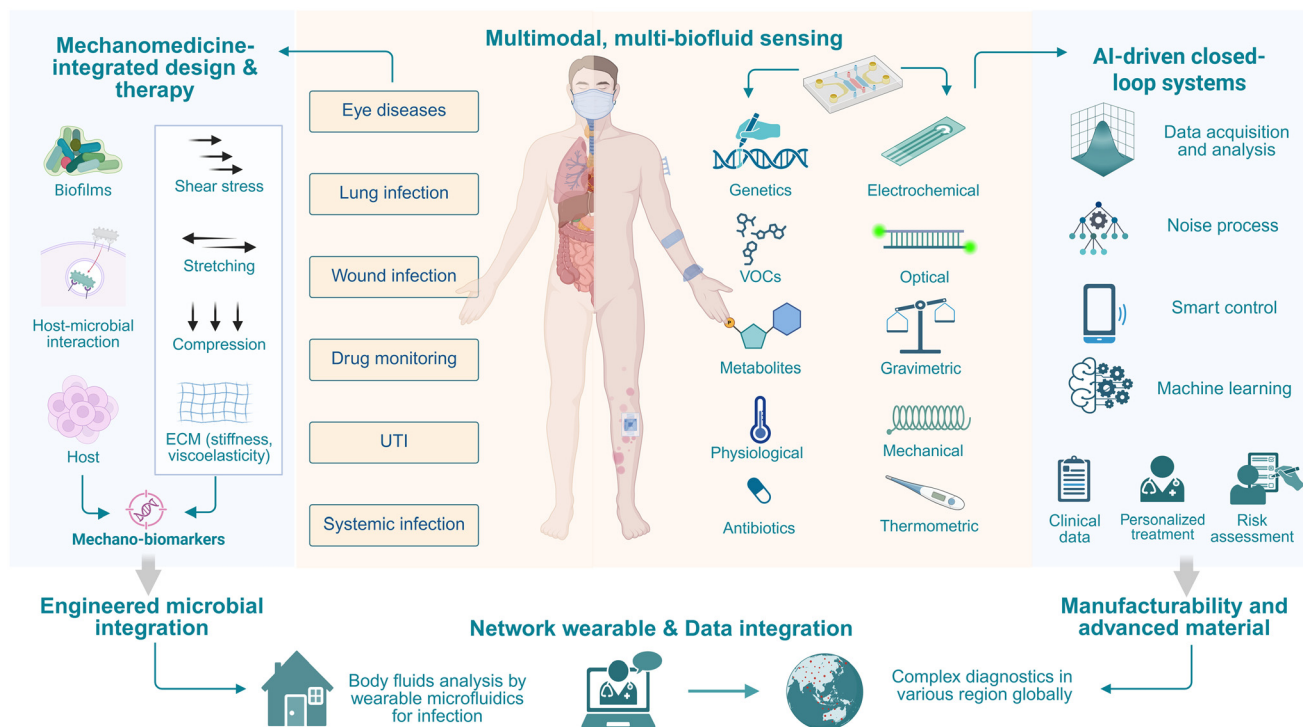 Mechanomedicine-
integrated design &
therapy
Biofilms
Host-microbial
interaction
Host
Shear stress
Stretching
Compression
ECM (stiffness,
viscoelasticity)
Mechano-biomarkers
Multimodal, multi-biofluid sensing
Eye diseases
Lung infection
Wound infection
Drug monitoring
UTI
Systemic infection
Genetics
VOCs
P
Metabolites
Physiological
Antibiotics
Electrochemical
Optical
Gravimetric
Mechanical
Thermometric
AI-driven closed-
loop systems
Data acquisition
and analysis
Noise process
Smart control
Machine learning
Clinical
data
Personalized
treatment
Risk
assessment
Engineered microbial
integration
Network wearable & Data integration
Manufacturability and
advanced material
Body fluids analysis by
wearable microfluidics
for infection
Complex diagnostics in
various region globally